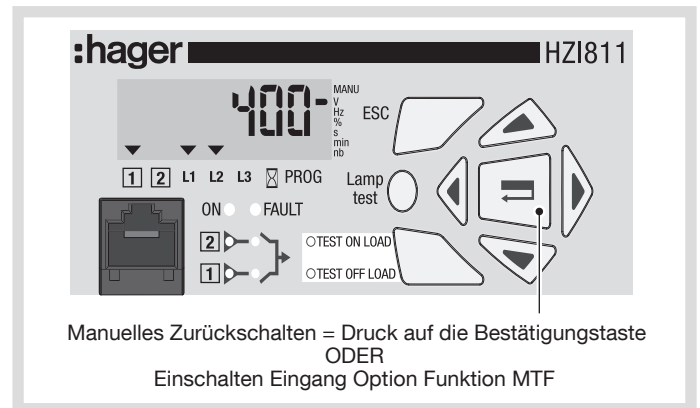 :hager HZI811
400-
MANU
V
Hz
%
s
min
nb
ESC
1 2 L1 L2 L3 PROG
Lamp
test
ON FAULT
2
TEST ON LOAD
1
TEST OFF LOAD
Manuelles Zurückschalten = Druck auf die Bestätigungstaste
ODER
Einschalten Eingang Option Funktion MTF